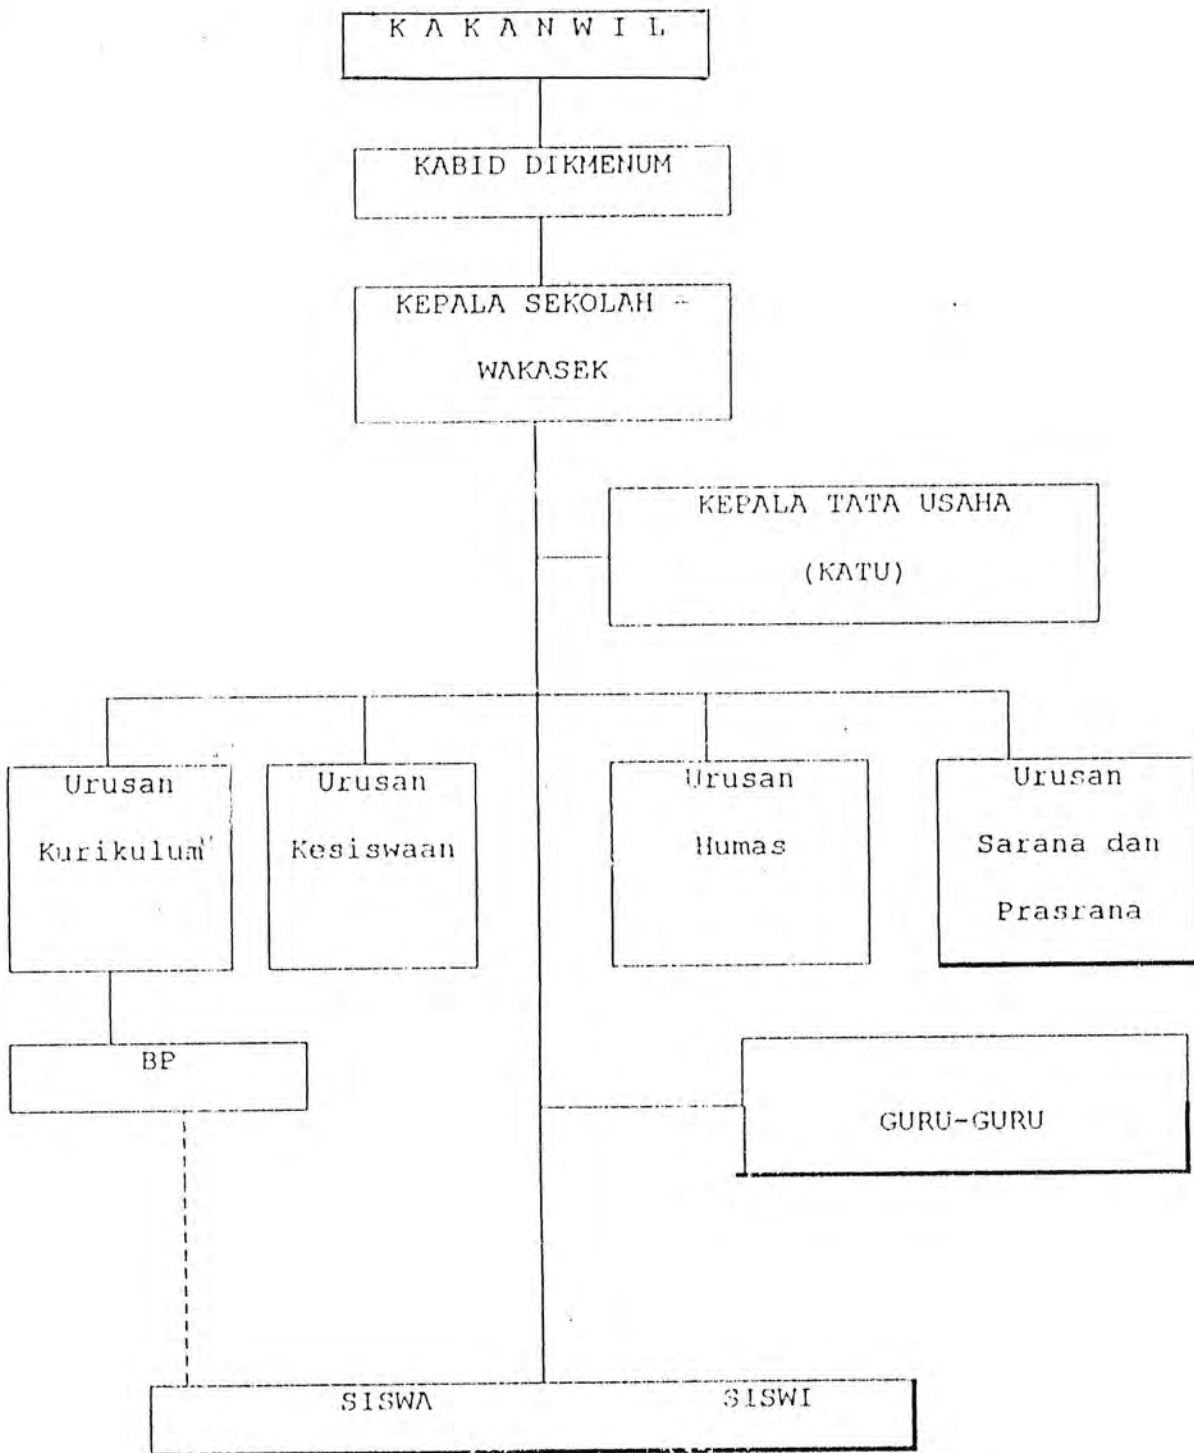 K A K A N W I L
KABID DIKMENUM
KEPALA SEKOLAH -
WAKASEK
KEPALA TATA USAHA
(KATU)
Urusan
Kurikulum
Urusan
Kesiswaan
Urusan
Humas
Urusan
Sarana dan
Prasrana
BP
GURU-GURU
SISWA SISWI